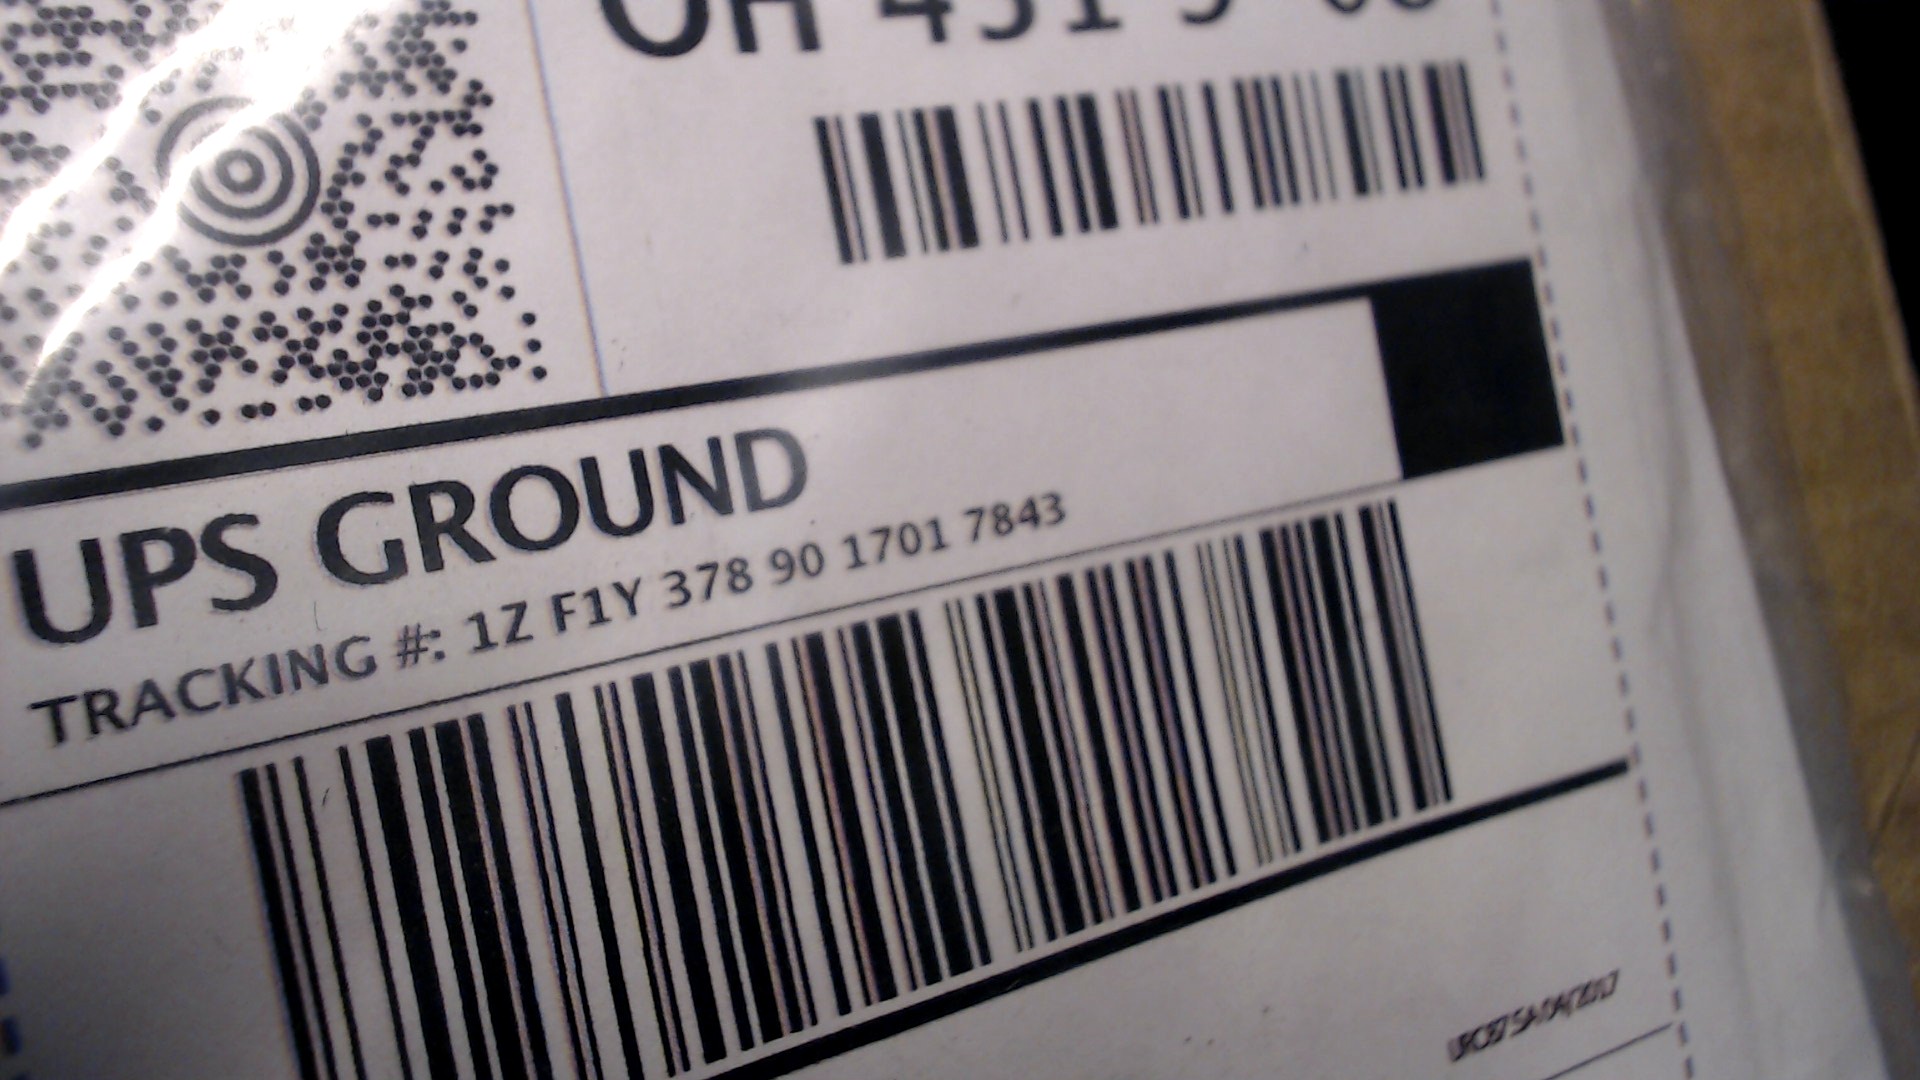 UPS GROUND
TRACKING #: 1Z F1Y 378 90 1701 7843